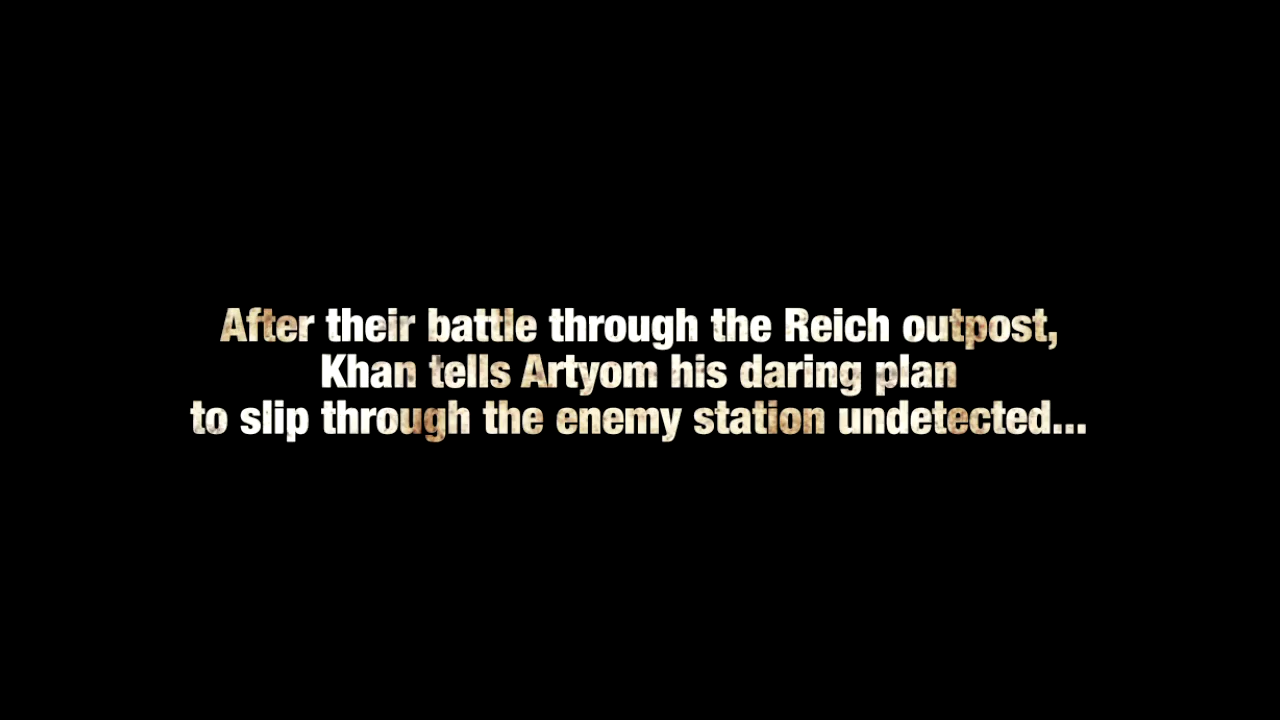 After their battle through the Reich outpost,
Khan tells Artyom his daring plan
to slip through the enemy station undetected...